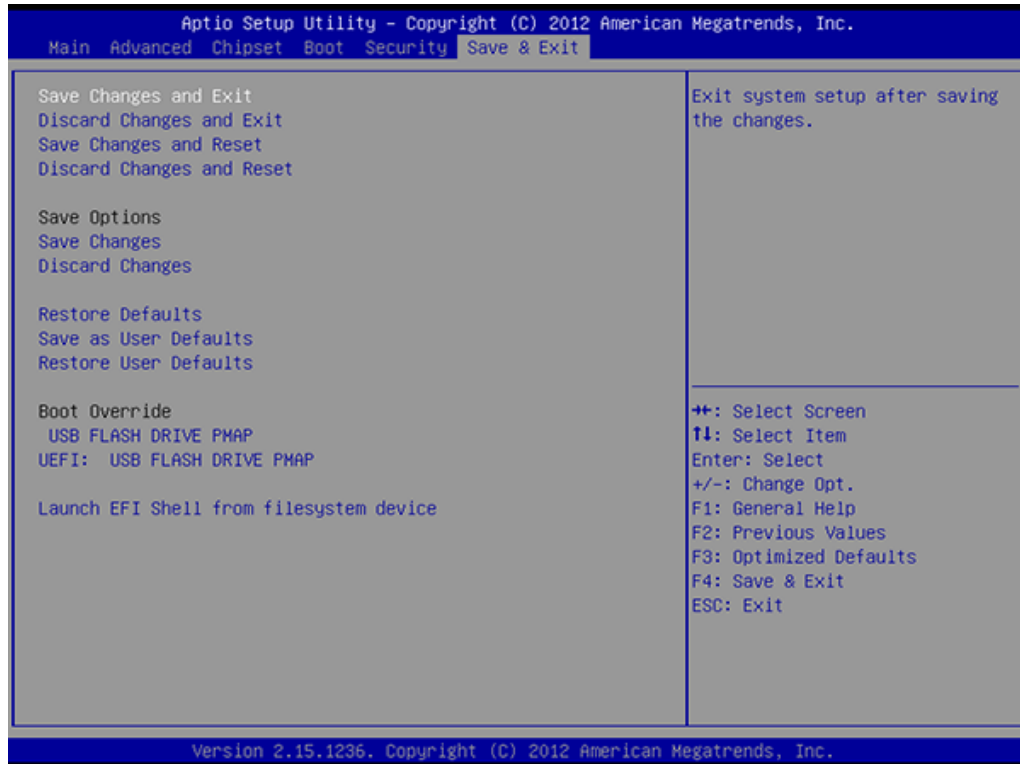 Aptio Setup Utility – Copyright (C) 2012 American Megatrends, Inc.
Main Advanced Chipset Boot Security Save & Exit
Save Changes and Exit
Discard Changes and Exit
Save Changes and Reset
Discard Changes and Reset
Save Options
Save Changes
Discard Changes
Restore Defaults
Save as User Defaults
Restore User Defaults
Boot Override
USB FLASH DRIVE PMAP
UEFI: USB FLASH DRIVE PMAP
Launch EFI Shell from filesystem device
Exit system setup after saving
the changes.
→←: Select Screen
↑↓: Select Item
Enter: Select
+/-: Change Opt.
F1: General Help
F2: Previous Values
F3: Optimized Defaults
F4: Save & Exit
ESC: Exit
Version 2.15.1236. Copyright (C) 2012 American Megatrends, Inc.